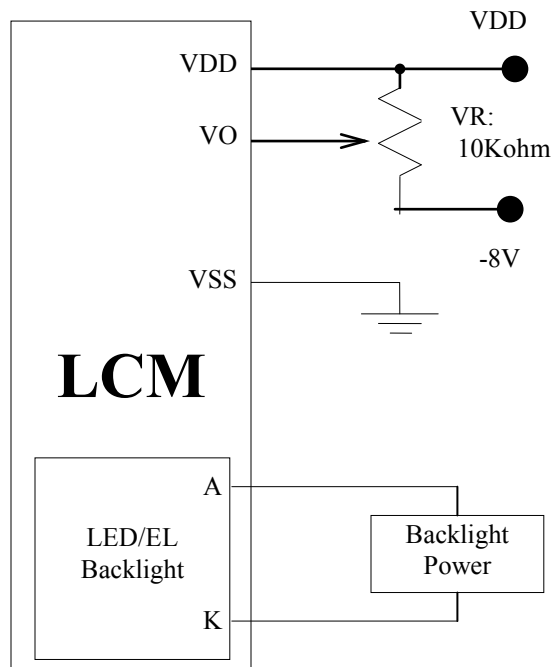 VDD
VDD
VO
VR:
10Kohm
-8V
VSS
LCM
A
LED/EL
Backlight
Backlight
Power
K